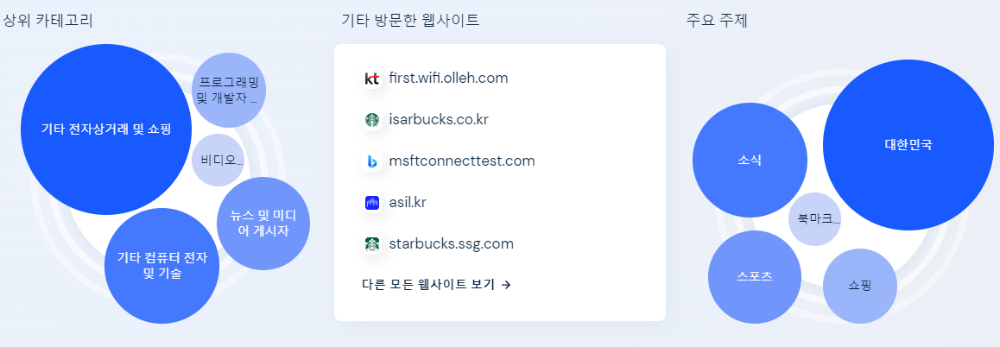 상위 카테고리
기타 전자상거래 및 쇼핑
프로그래밍
및 개발자 ...
비디오...
뉴스 및 미디
어 게시자
기타 컴퓨터 전자
및 기술
기타 방문한 웹사이트
kt first.wifi.olleh.com
isarbucks.co.kr
msftconnecttest.com
asil.kr
starbucks.ssg.com
다른 모든 웹사이트 보기 →
주요 주제
대한민국
소식
북마크...
스포츠
쇼핑